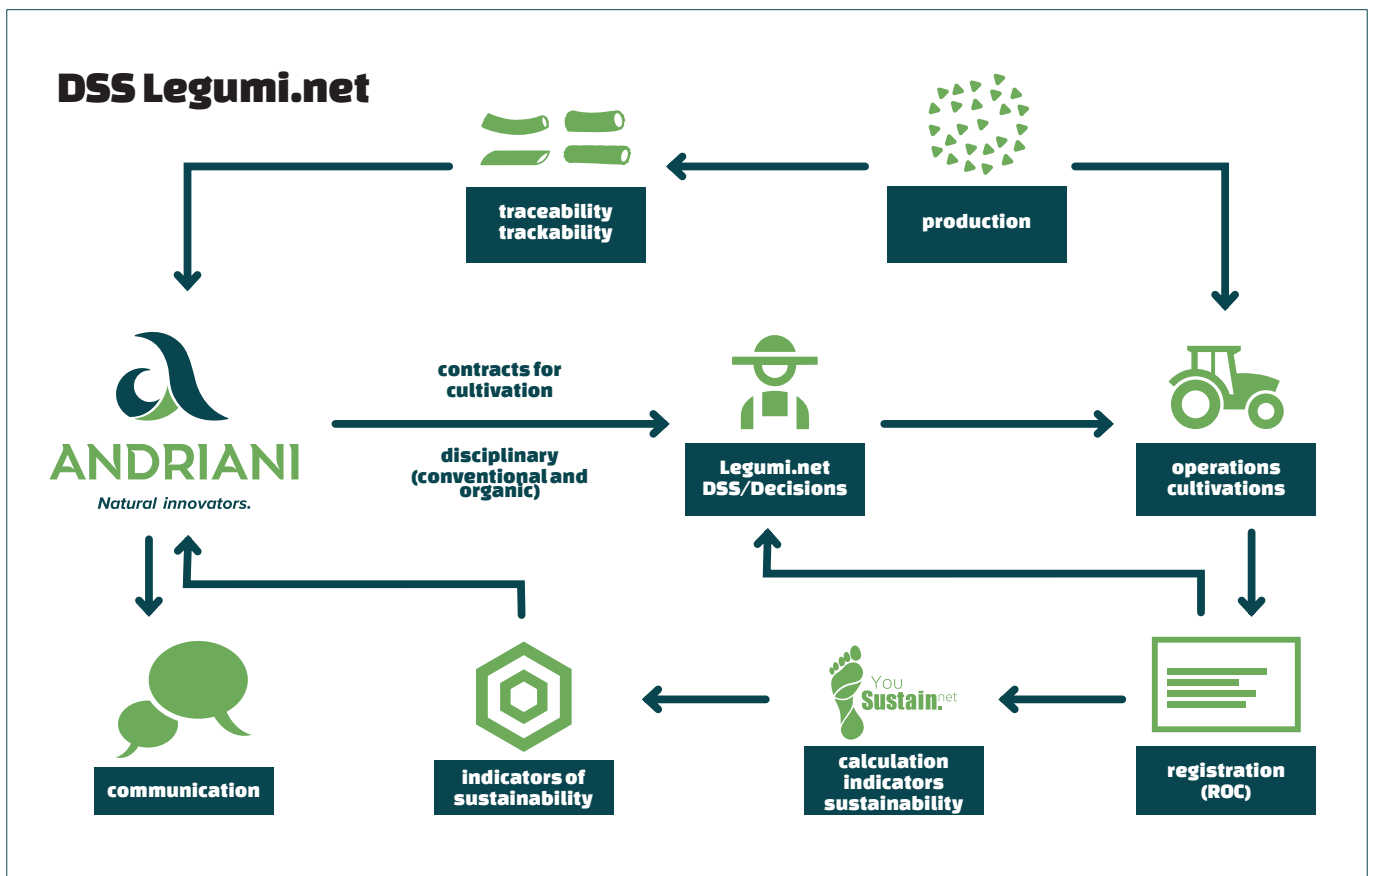 DSS Legumi.net
traceability
trackability
production
contracts for
cultivation
disciplinary
(conventional and
organic)
ANDRIANI
Natural innovators.
Legumi.net
DSS/Decisions
operations
cultivations
communication
indicators of
sustainability
You
Sustain.net
calculation
indicators
sustainability
registration
(ROC)